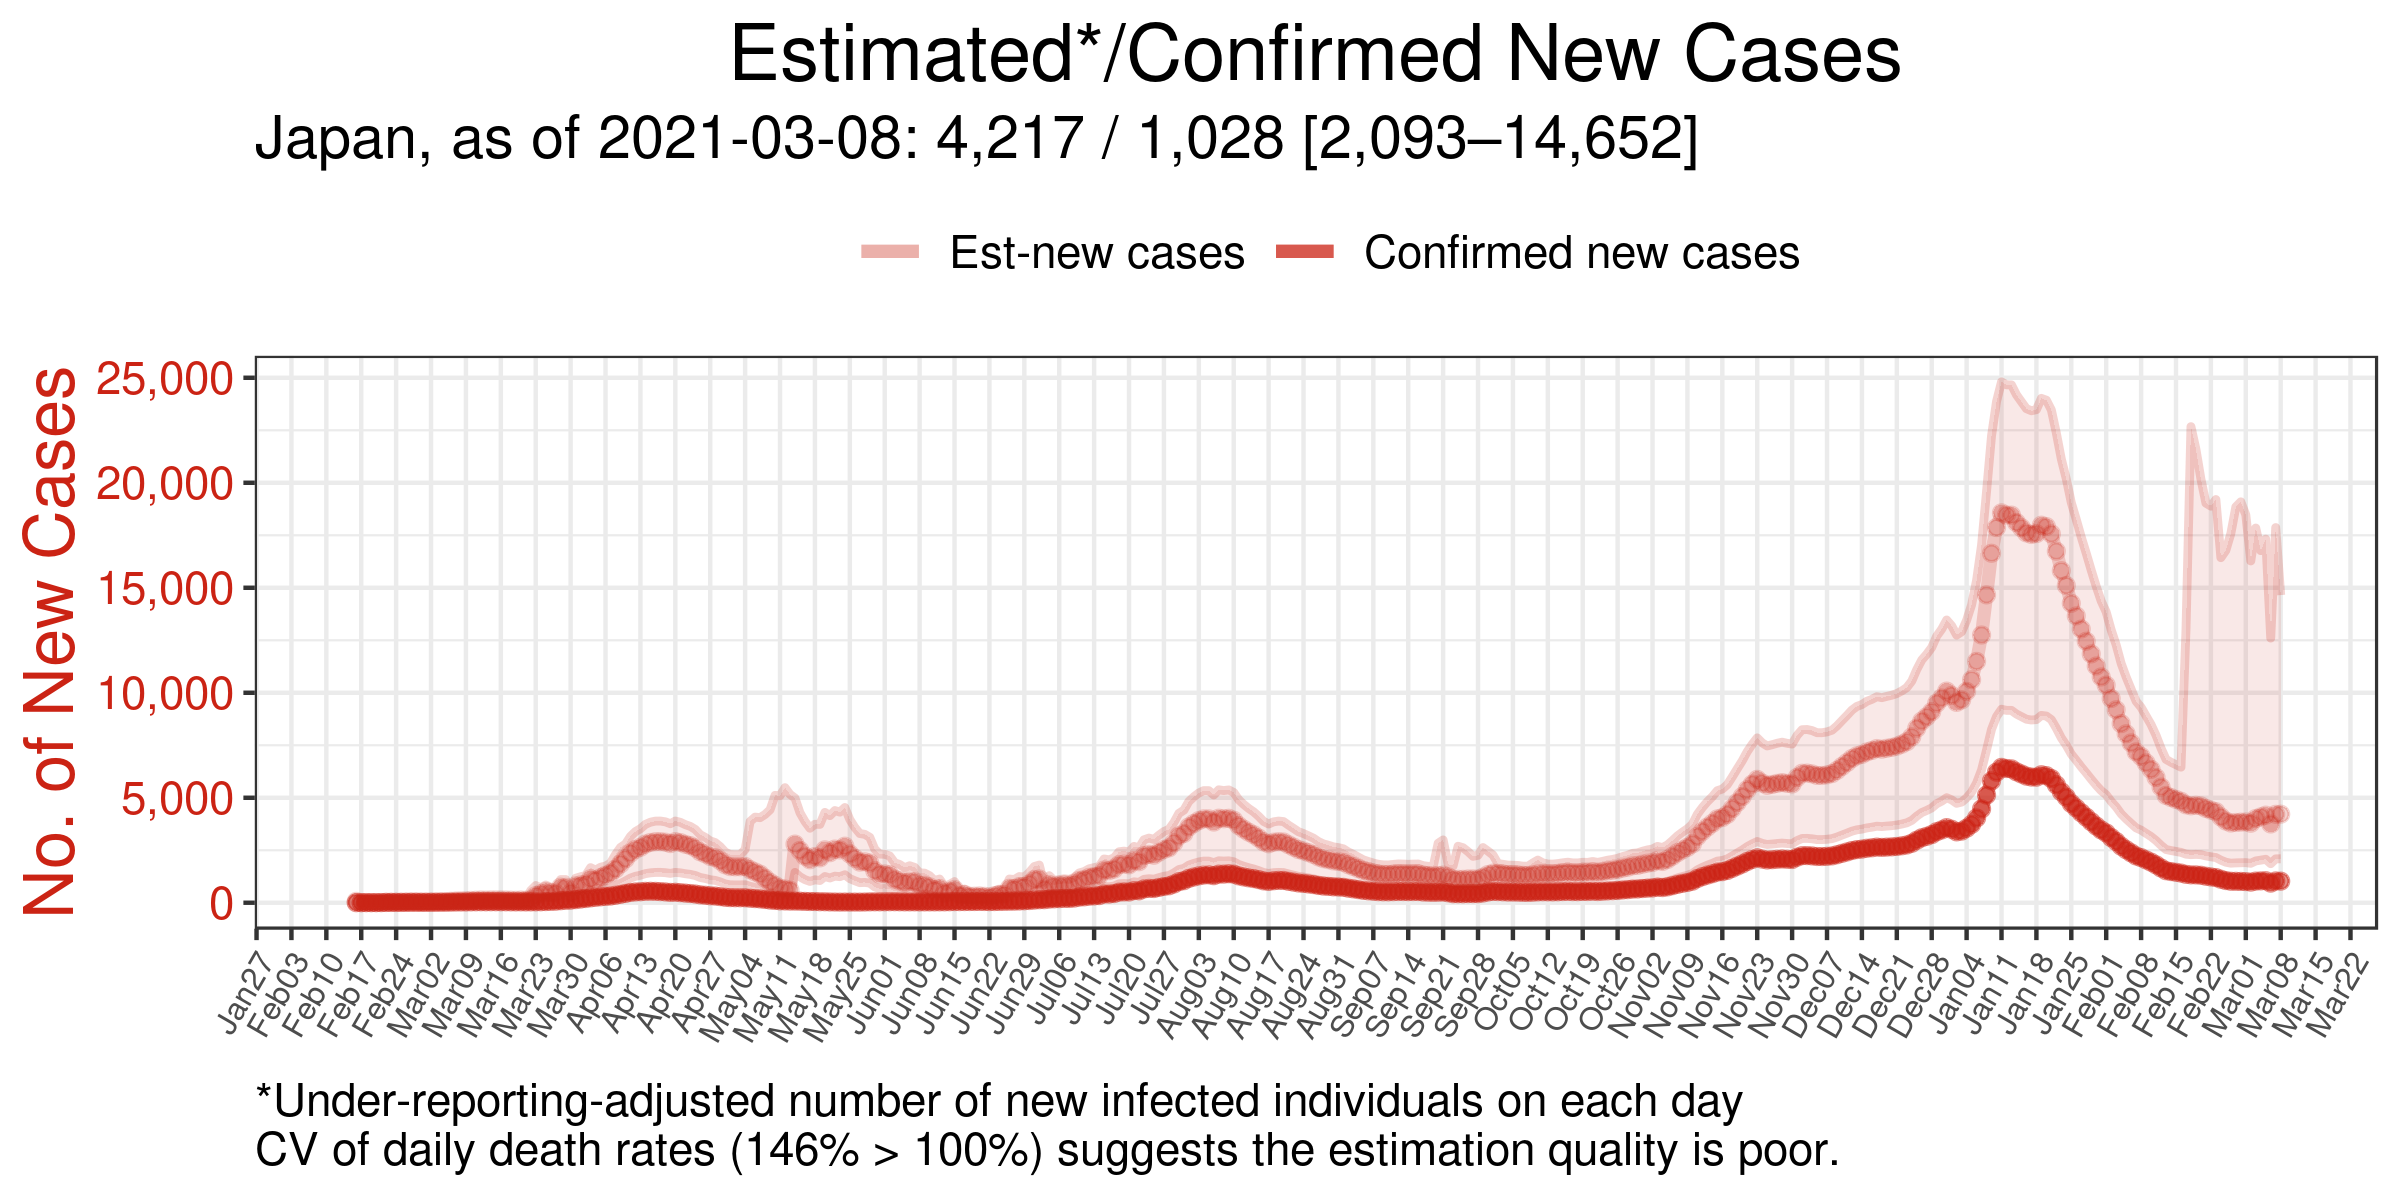 Estimated*/Confirmed New Cases
Japan, as of 2021-03-08: 4,217 / 1,028 [2,093–14,652]
Est-new cases
Confirmed new cases
No. of New Cases
25,000
20,000
15,000
10,000
5,000
0
Jan27
Feb03
Feb10
Feb17
Feb24
Mar02
Mar09
Mar16
Mar23
Mar30
Apr06
Apr13
Apr20
Apr27
May04
May11
May18
May25
Jun01
Jun08
Jun15
Jun22
Jun29
Jul06
Jul13
Jul20
Jul27
Aug03
Aug10
Aug17
Aug24
Aug31
Sep07
Sep14
Sep21
Sep28
Oct05
Oct12
Oct19
Oct26
Nov02
Nov09
Nov16
Nov23
Nov30
Dec07
Dec14
Dec21
Dec28
Jan04
Jan11
Jan18
Jan25
Feb01
Feb08
Feb15
Feb22
Mar01
Mar08
Mar15
Mar22
*Under-reporting-adjusted number of new infected individuals on each day
CV of daily death rates (146% > 100%) suggests the estimation quality is poor.